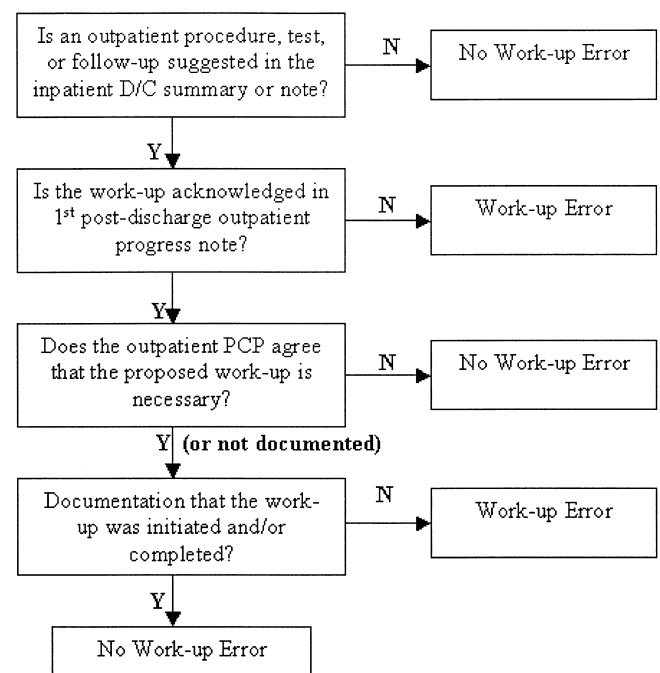 Is an outpatient procedure, test,
or follow-up suggested in the
inpatient D/C summary or note?
N
No Work-up Error
Y
Is the work-up acknowledged in
1st post-discharge outpatient
progress note?
N
Work-up Error
Y
Does the outpatient PCP agree
that the proposed work-up is
necessary?
N
No Work-up Error
Y (or not documented)
Documentation that the work-
up was initiated and/or
completed?
N
Work-up Error
Y
No Work-up Error